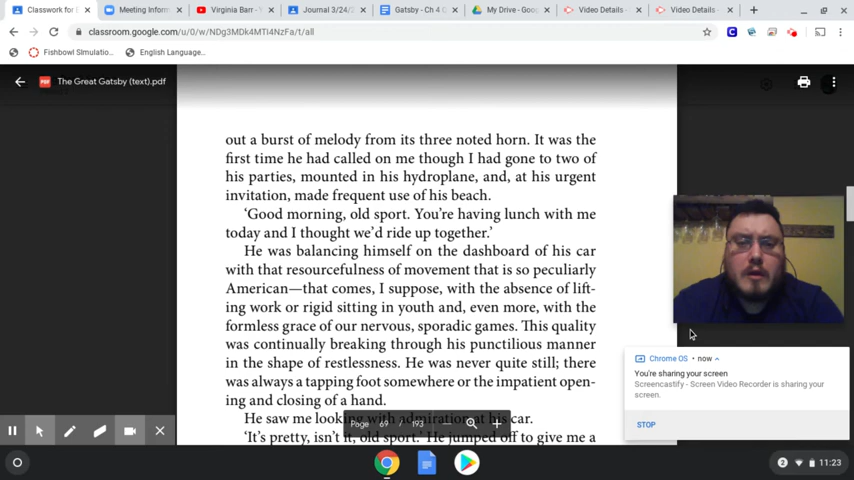 Classwork for
Meeting Inform
Virginia Barr -
Journal 3/24/
Gatsby - Ch 4 Q
My Drive - Goo
Video Details -
Video Details -
classroom.google.com/u/0/w/NDg3MDk4MTI4NzFa/t/all
Fishbowl SImulatio...
English Language...
PDF The Great Gatsby (text).pdf
out a burst of melody from its three noted horn. It was the
first time he had called on me though I had gone to two of
his parties, mounted in his hydroplane, and, at his urgent
invitation, made frequent use of his beach.
‘Good morning, old sport. You’re having lunch with me
today and I thought we’d ride up together.’
He was balancing himself on the dashboard of his car
with that resourcefulness of movement that is so peculiarly
American—that comes, I suppose, with the absence of lift-
ing work or rigid sitting in youth and, even more, with the
formless grace of our nervous, sporadic games. This quality
was continually breaking through his punctilious manner
in the shape of restlessness. He was never quite still; there
was always a tapping foot somewhere or the impatient open-
ing and closing of a hand.
He saw me looking with admiration at his car.
‘It’s pretty, isn’t it, old sport.’ He jumped off to give me a
Page 69 / 193
Chrome OS • now
You're sharing your screen
Screencastify - Screen Video Recorder is sharing your
screen.
STOP
2
11:23